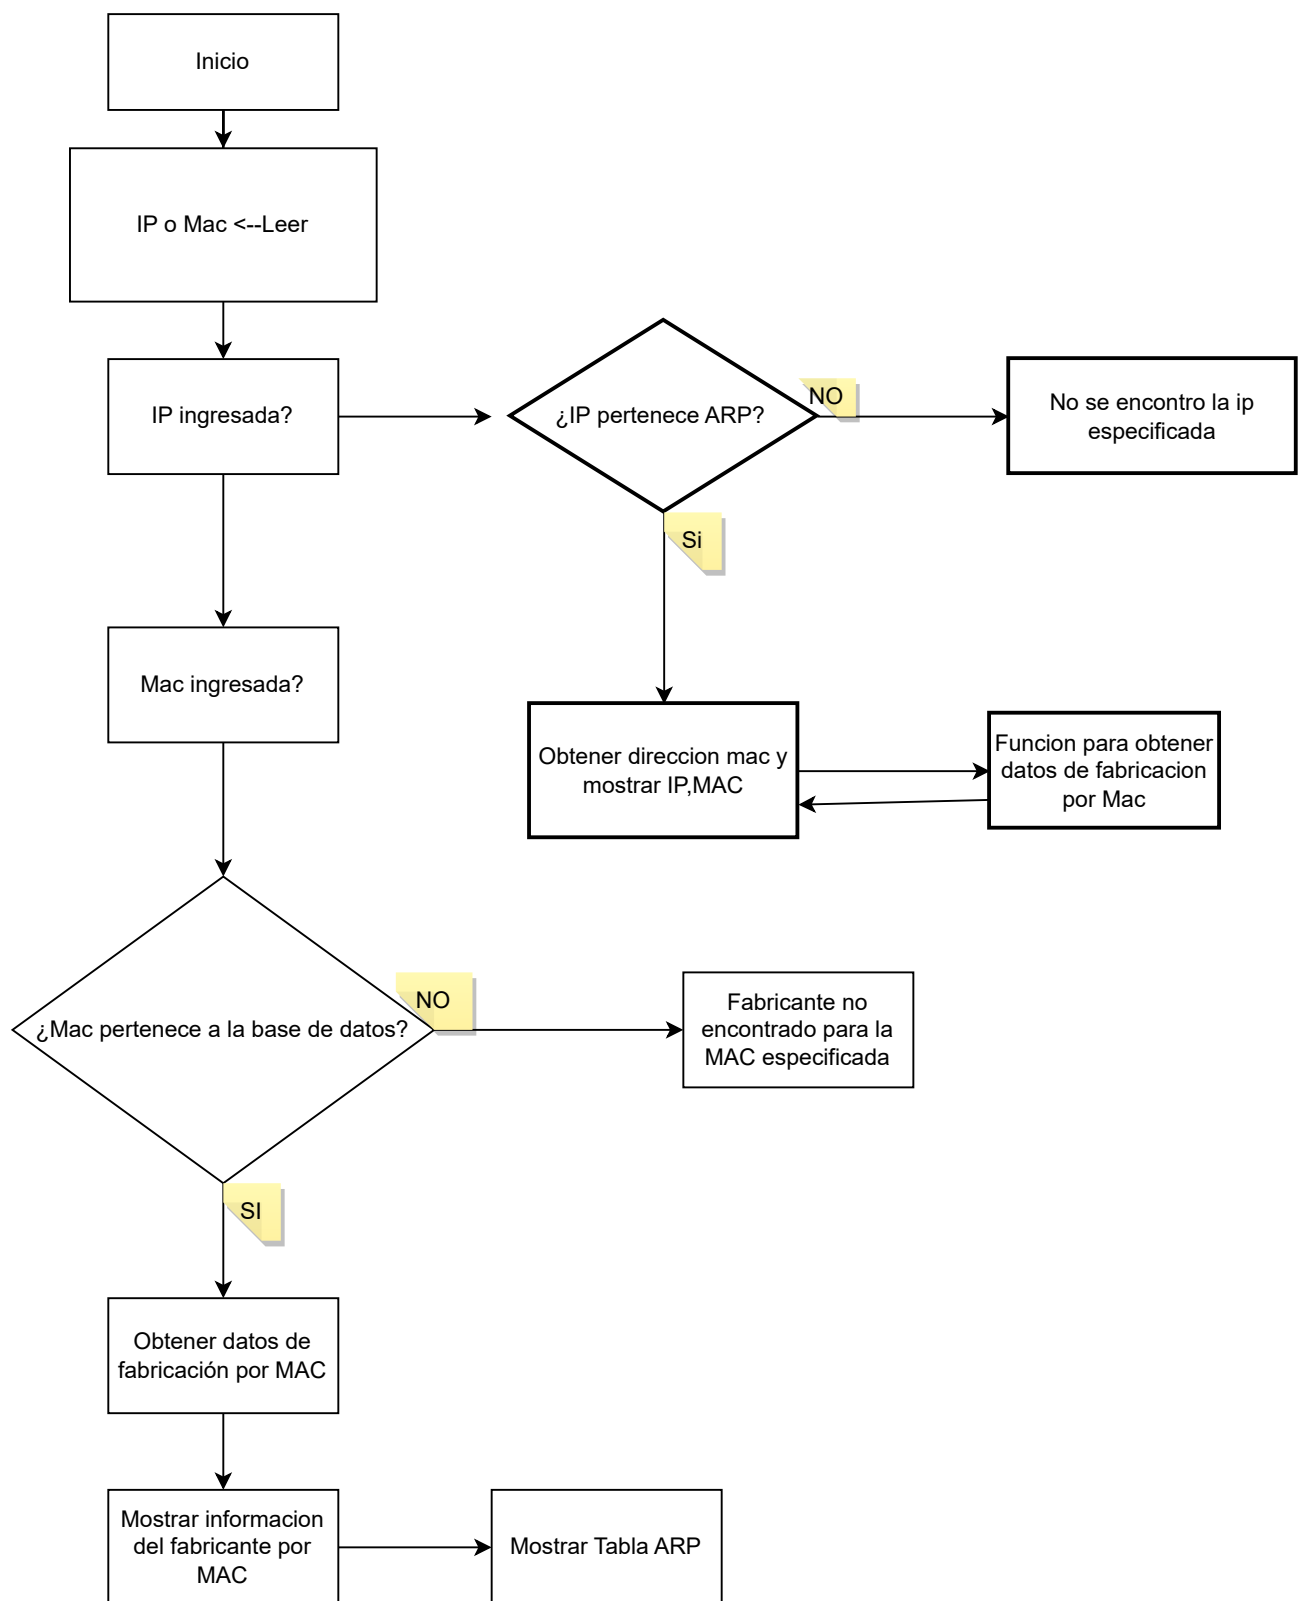 Inicio
IP o Mac <--Leer
IP ingresada?
¿IP pertenece ARP?
NO
No se encontro la ip
especificada
Si
Mac ingresada?
Obtener direccion mac y
mostrar IP,MAC
Funcion para obtener
datos de fabricacion
por Mac
¿Mac pertenece a la base de datos?
NO
Fabricante no
encontrado para la
MAC especificada
SI
Obtener datos de
fabricación por MAC
Mostrar informacion
del fabricante por
MAC
Mostrar Tabla ARP